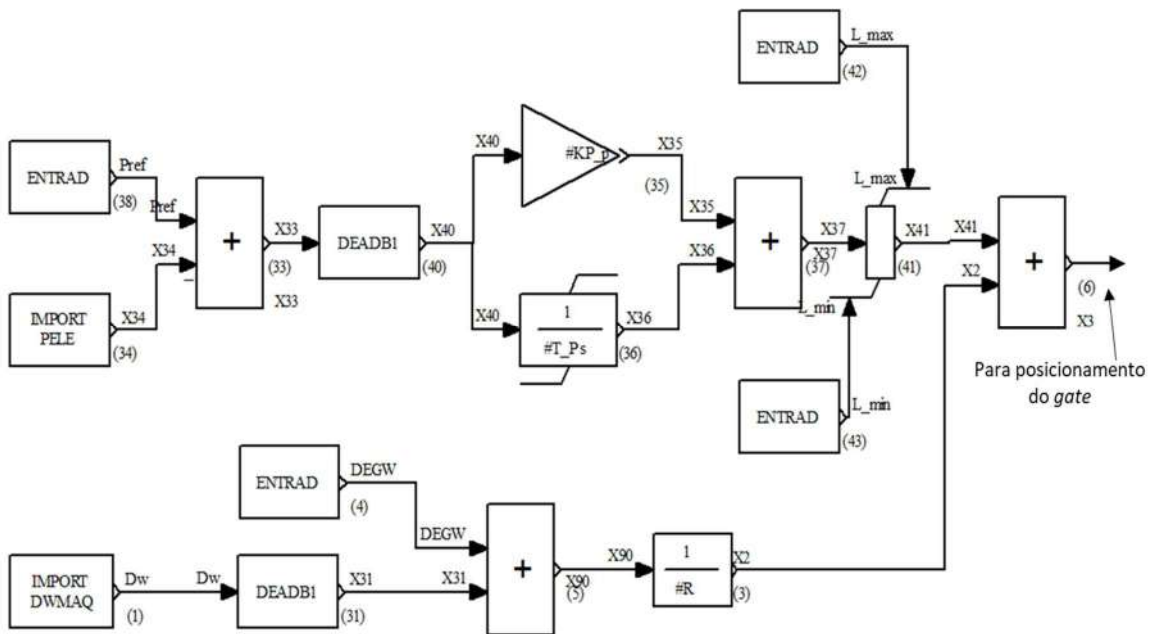 ENTRAD
L_max
(42)
L_max
ENTRAD
Pref
(38)
Pref
X34
-
+
X33
(33)
X33
IMPORT
PELE
X34
(34)
DEADB1
X40
(40)
X40
#KP_p
X35
(35)
X40
1
#T_Ps
X36
(36)
X35
X36
+
X37
(37)
X37
X41
(41)
L_min
ENTRAD
L_min
(43)
X41
X2
+
(6)
X3
Para posicionamento
do gate
ENTRAD
DEGW
(4)
DEGW
IMPORT
DWMAQ
Dw
(1)
Dw
DEADB1
X31
(31)
X31
+
X90
(5)
X90
1
#R
X2
(3)